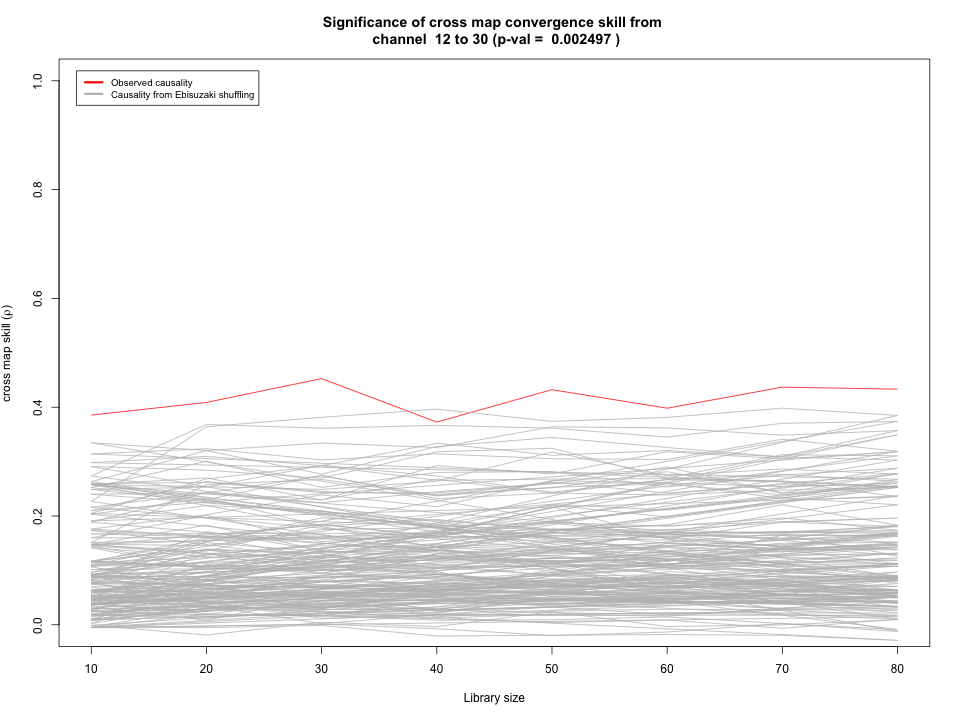 Significance of cross map convergence skill from
channel  12 to 30 (p-val =  0.002497 )
Observed causality
Causality from Ebisuzaki shuffling
cross map skill (ρ)
1.0
0.8
0.6
0.4
0.2
0.0
10 20 30 40 50 60 70 80
Library size